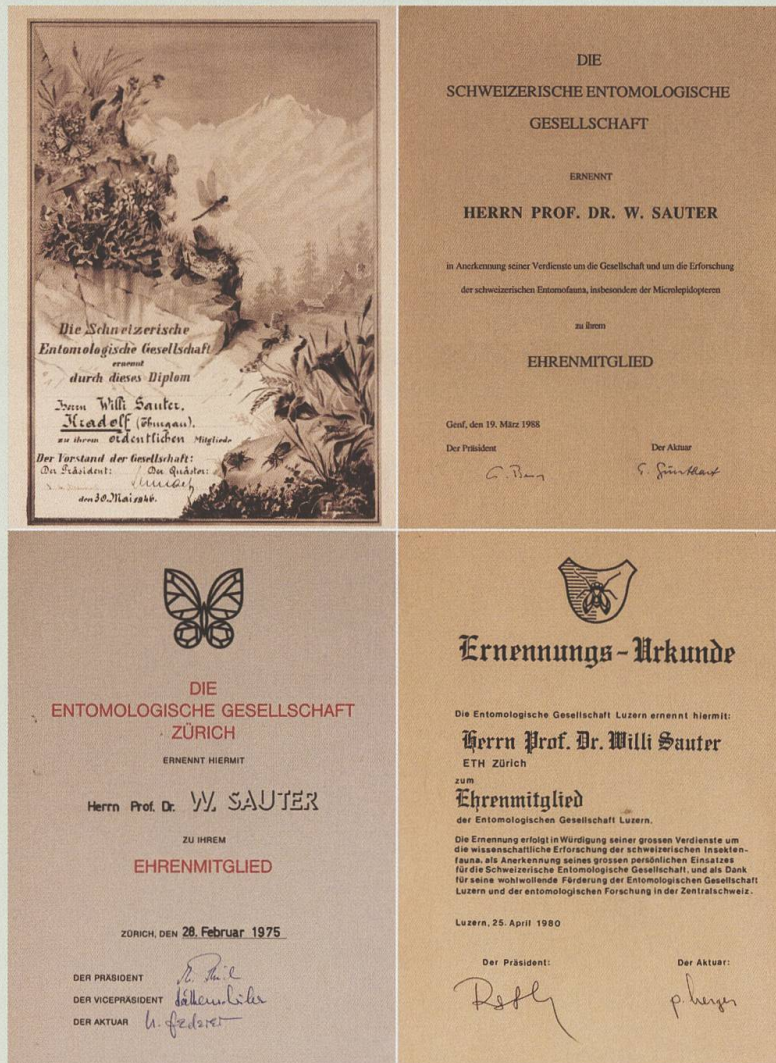 Die Schweizerische
Entomologische Gesellschaft
ernennt
durch dieses Diplom
Herrn Willi Sauter,
Kradolf (Thurgau).
zu ihrem ordentlichen Mitgliede
Der Vorstand der Gesellschaft:
Der Präsident: Der Quästor:
den 30. Mai 1946.
DIE
SCHWEIZERISCHE ENTOMOLOGISCHE
GESELLSCHAFT
ERNENNT
HERRN PROF. DR. W. SAUTER
in Anerkennung seiner Verdienste um die Gesellschaft und um die Erforschung
der schweizerischen Entomofauna, insbesondere der Microlepidopteren
zu ihrem
EHRENMITGLIED
Genf, den 19. März 1988
Der Präsident Der Aktuar
DIE
ENTOMOLOGISCHE GESELLSCHAFT
ZÜRICH
ERNENNT HIERMIT
Herrn Prof. Dr. W. SAUTER
ZU IHREM
EHRENMITGLIED
ZÜRICH, DEN 28. Februar 1975
DER PRÄSIDENT
DER VICEPRÄSIDENT
DER AKTUAR
Ernennungs-Urkunde
Die Entomologische Gesellschaft Luzern ernennt hiermit:
Herrn Prof. Dr. Willi Sauter
ETH Zürich
zum
Ehrenmitglied
der Entomologischen Gesellschaft Luzern.
Die Ernennung erfolgt in Würdigung seiner grossen Verdienste um
die wissenschaftliche Erforschung der schweizerischen Insekten-
fauna, als Anerkennung seines grossen persönlichen Einsatzes
für die Schweizerische Entomologische Gesellschaft, und als Dank
für seine wohlwollende Förderung der Entomologischen Gesellschaft
Luzern und der entomologischen Forschung in der Zentralschweiz.
Luzern, 25. April 1980
Der Präsident: Der Aktuar:
p. Herger